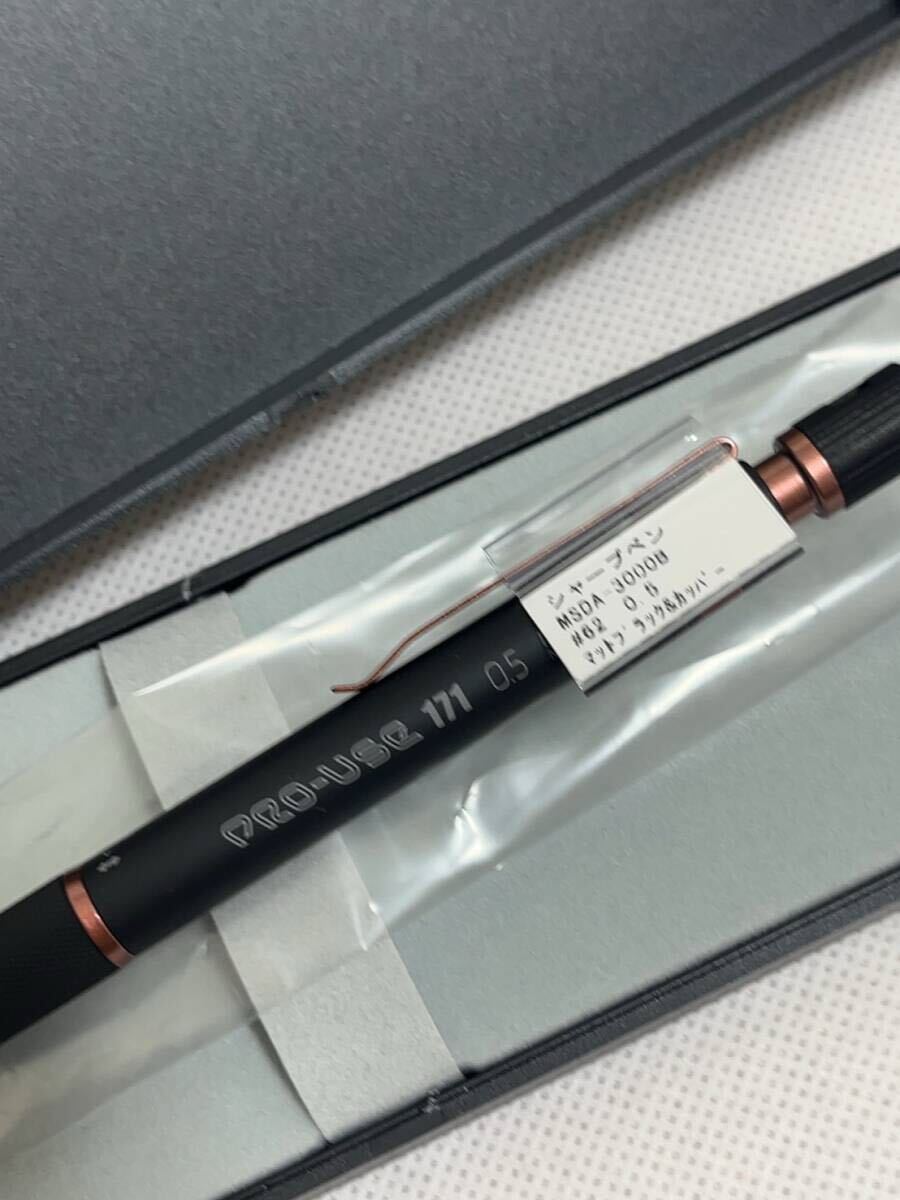 シャープペン
MSDA-3000B
#62 0.5
マットブラック&カッパー
PRO-USE 171 0.5